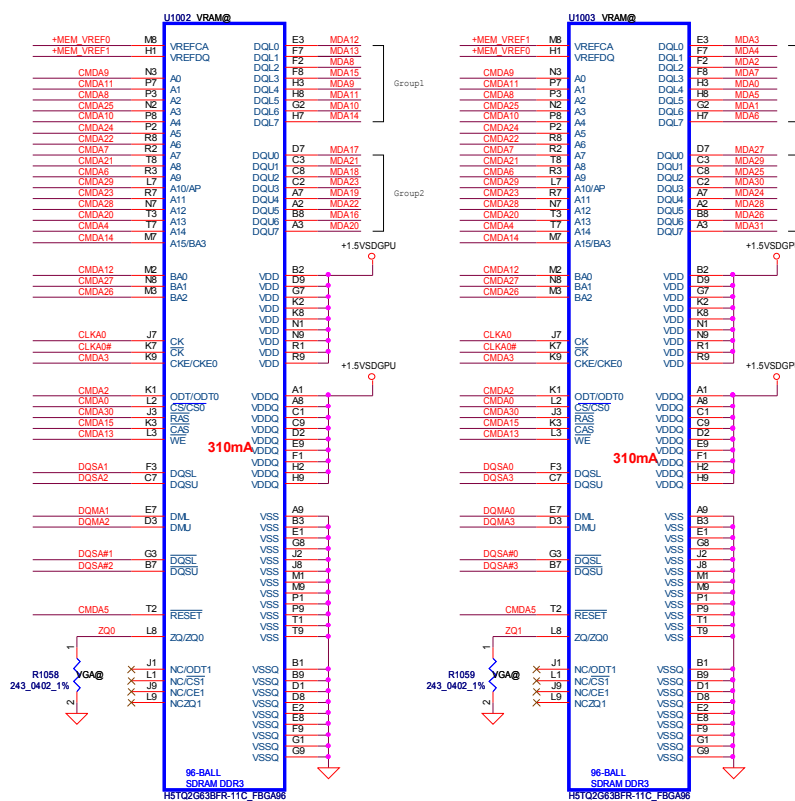 U1002 VRAM@
+MEM_VREF0 M8 VREFCA DQL0 E3 MDA12
+MEM_VREF1 H1 VREFDQ DQL1 F7 MDA13
DQL2 F2 MDA8
CMDA9 N3 A0 DQL3 F8 MDA15
CMDA11 P7 A1 DQL4 H3 MDA9
CMDA8 P3 A2 DQL5 H8 MDA11
CMDA25 N2 A3 DQL6 G2 MDA10
CMDA10 P8 A4 DQL7 H7 MDA14
Group1
CMDA24 P2 A5
CMDA22 R8 A6
CMDA7 R2 A7 DQU0 D7 MDA17
CMDA21 T8 A8 DQU1 C3 MDA21
CMDA6 R3 A9 DQU2 C8 MDA18
CMDA29 L7 A10/AP DQU3 C2 MDA23
CMDA23 R7 A11 DQU4 A7 MDA19
CMDA28 N7 A12 DQU5 A2 MDA22
CMDA20 T3 A13 DQU6 B8 MDA16
CMDA4 T7 A14 DQU7 A3 MDA20
Group2
CMDA14 M7 A15/BA3
+1.5VSDGPU
CMDA12 M2 BA0 VDD B2
CMDA27 N8 BA1 VDD D9
CMDA26 M3 BA2 VDD G7
VDD K2
VDD K8
VDD N1
CLKA0 J7 CK VDD N9
CLKA0# K7 CK VDD R1
CMDA3 K9 CKE/CKE0 VDD R9
+1.5VSDGPU
CMDA2 K1 ODT/ODT0 VDDQ A1
CMDA0 L2 CS/CS0 VDDQ A8
CMDA30 J3 RAS VDDQ C1
CMDA15 K3 CAS VDDQ C9
CMDA13 L3 WE VDDQ D2
310mA VDDQ E9
VDDQ F1
DQSA1 F3 DQSL VDDQ H2
DQSA2 C7 DQSU VDDQ H9
DQMA1 E7 DML VSS A9
DQMA2 D3 DMU VSS B3
VSS E1
VSS G8
DQSA#1 G3 DQSL VSS J2
DQSA#2 B7 DQSU VSS J8
VSS M1
VSS M9
VSS P1
CMDA5 T2 RESET VSS P9
VSS T1
ZQ0 L8 ZQ/ZQ0 VSS T9
1
R1058 VGA@
243_0402_1%
2
J1 NC/ODT1 VSSQ B1
L1 NC/CS1 VSSQ B9
J9 NC/CE1 VSSQ D1
L9 NCZQ1 VSSQ D8
VSSQ E2
VSSQ E8
VSSQ F9
VSSQ G1
VSSQ G9
96-BALL
SDRAM DDR3
H5TQ2G63BFR-11C_FBGA96
U1003 VRAM@
+MEM_VREF1 M8 VREFCA DQL0 E3 MDA3
+MEM_VREF0 H1 VREFDQ DQL1 F7 MDA4
DQL2 F2 MDA2
CMDA9 N3 A0 DQL3 F8 MDA7
CMDA11 P7 A1 DQL4 H3 MDA0
CMDA8 P3 A2 DQL5 H8 MDA5
CMDA25 N2 A3 DQL6 G2 MDA1
CMDA10 P8 A4 DQL7 H7 MDA6
CMDA24 P2 A5
CMDA22 R8 A6
CMDA7 R2 A7 DQU0 D7 MDA27
CMDA21 T8 A8 DQU1 C3 MDA29
CMDA6 R3 A9 DQU2 C8 MDA25
CMDA29 L7 A10/AP DQU3 C2 MDA30
CMDA23 R7 A11 DQU4 A7 MDA24
CMDA28 N7 A12 DQU5 A2 MDA28
CMDA20 T3 A13 DQU6 B8 MDA26
CMDA4 T7 A14 DQU7 A3 MDA31
CMDA14 M7 A15/BA3
+1.5VSDGPU
CMDA12 M2 BA0 VDD B2
CMDA27 N8 BA1 VDD D9
CMDA26 M3 BA2 VDD G7
VDD K2
VDD K8
VDD N1
CLKA0 J7 CK VDD N9
CLKA0# K7 CK VDD R1
CMDA3 K9 CKE/CKE0 VDD R9
+1.5VSDGPU
CMDA2 K1 ODT/ODT0 VDDQ A1
CMDA0 L2 CS/CS0 VDDQ A8
CMDA30 J3 RAS VDDQ C1
CMDA15 K3 CAS VDDQ C9
CMDA13 L3 WE VDDQ D2
VDDQ E9
310mA VDDQ F1
DQSA0 F3 DQSL VDDQ H2
DQSA3 C7 DQSU VDDQ H9
DQMA0 E7 DML VSS A9
DQMA3 D3 DMU VSS B3
VSS E1
VSS G8
DQSA#0 G3 DQSL VSS J2
DQSA#3 B7 DQSU VSS J8
VSS M1
VSS M9
VSS P1
CMDA5 T2 RESET VSS P9
VSS T1
ZQ1 L8 ZQ/ZQ0 VSS T9
1
R1059 VGA@
243_0402_1%
2
J1 NC/ODT1 VSSQ B1
L1 NC/CS1 VSSQ B9
J9 NC/CE1 VSSQ D1
L9 NCZQ1 VSSQ D8
VSSQ E2
VSSQ E8
VSSQ F9
VSSQ G1
VSSQ G9
96-BALL
SDRAM DDR3
H5TQ2G63BFR-11C_FBGA96